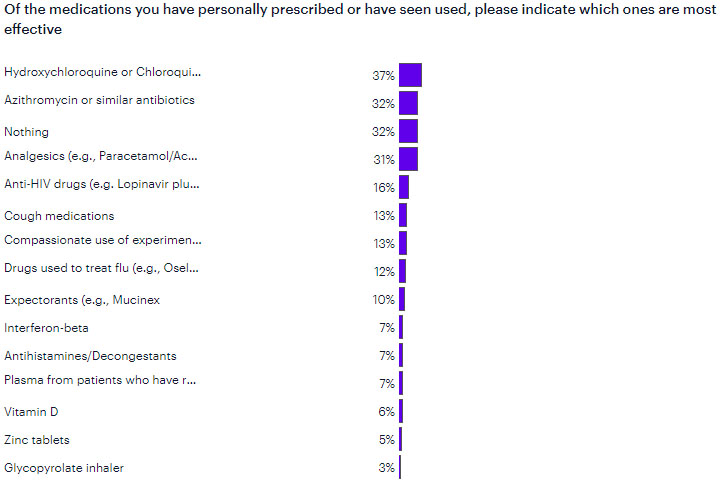 Of the medications you have personally prescribed or have seen used, please indicate which ones are most
effective
Hydroxychloroquine or Chloroqui... 37%
Azithromycin or similar antibiotics 32%
Nothing 32%
Analgesics (e.g., Paracetamol/Ac... 31%
Anti-HIV drugs (e.g. Lopinavir plu... 16%
Cough medications 13%
Compassionate use of experimen... 13%
Drugs used to treat flu (e.g., Osel... 12%
Expectorants (e.g., Mucinex 10%
Interferon-beta 7%
Antihistamines/Decongestants 7%
Plasma from patients who have r... 7%
Vitamin D 6%
Zinc tablets 5%
Glycopyrolate inhaler 3%